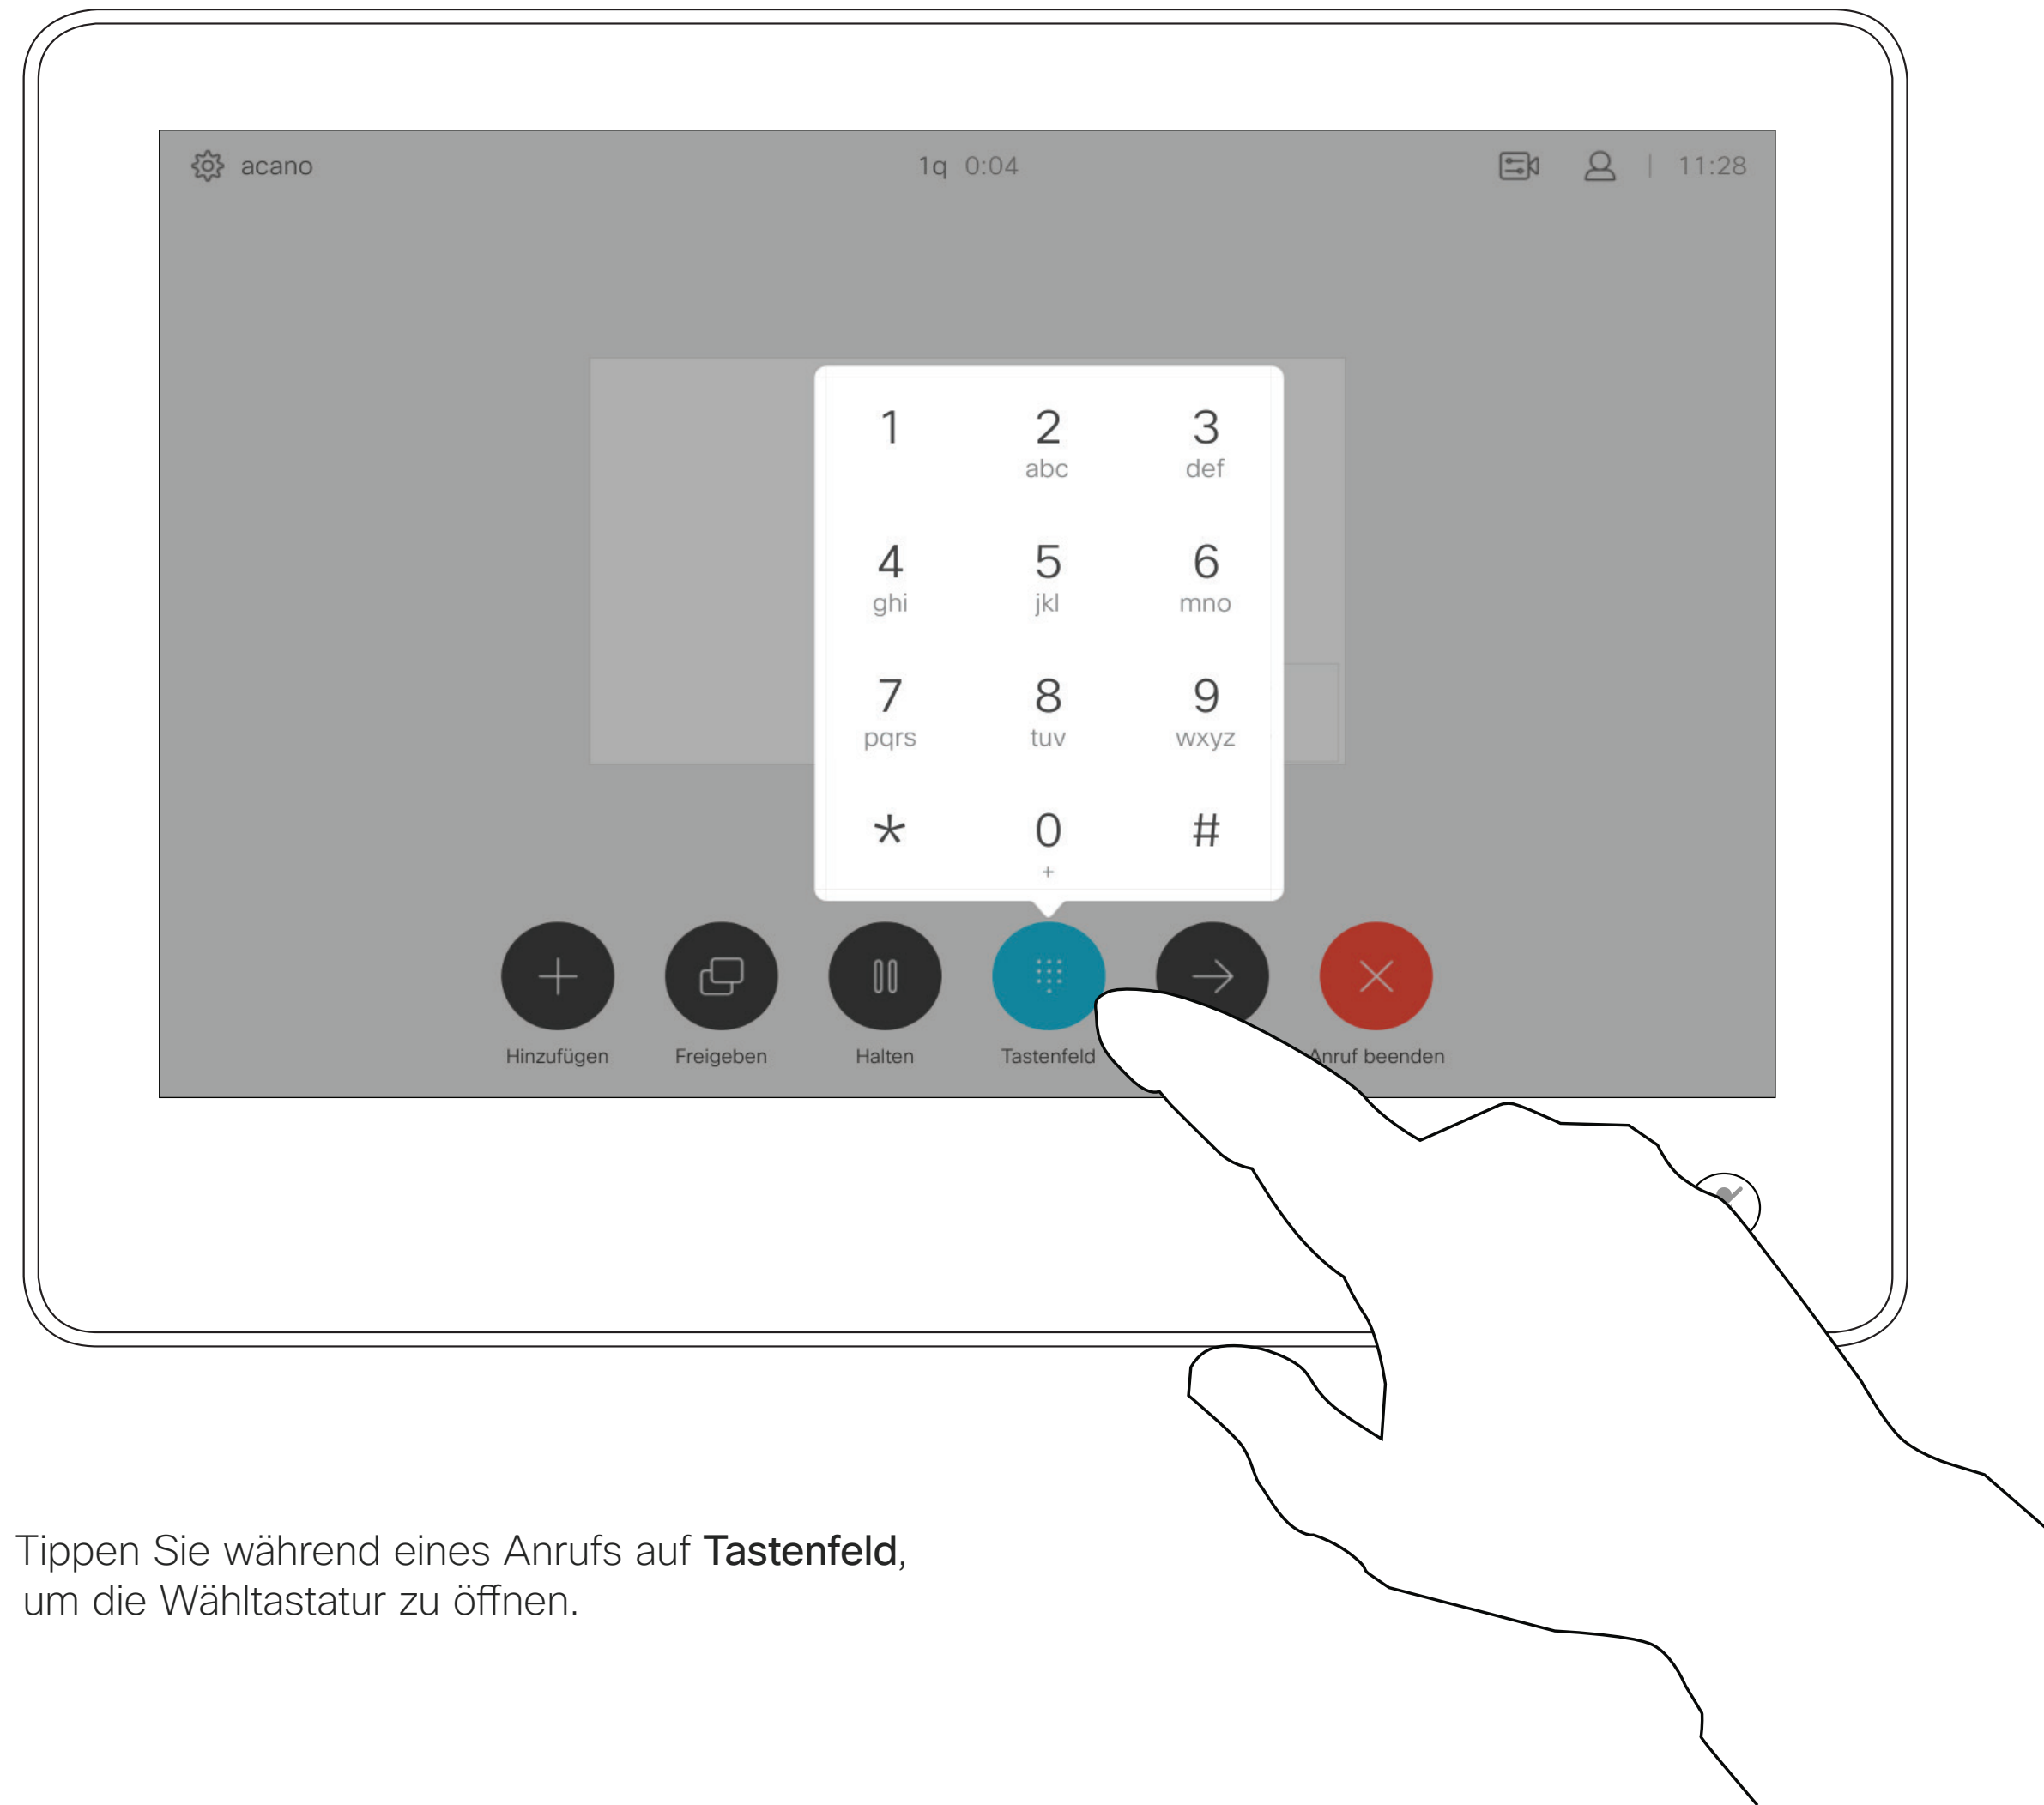 acano 1q 0:04 11:28
1 2 3
abc def
4 5 6
ghi jkl mno
7 8 9
pqrs tuv wxyz
* 0 #
+
Hinzufügen Freigeben Halten Tastenfeld Anruf beenden
Tippen Sie während eines Anrufs auf Tastenfeld,
um die Wähltastatur zu öffnen.